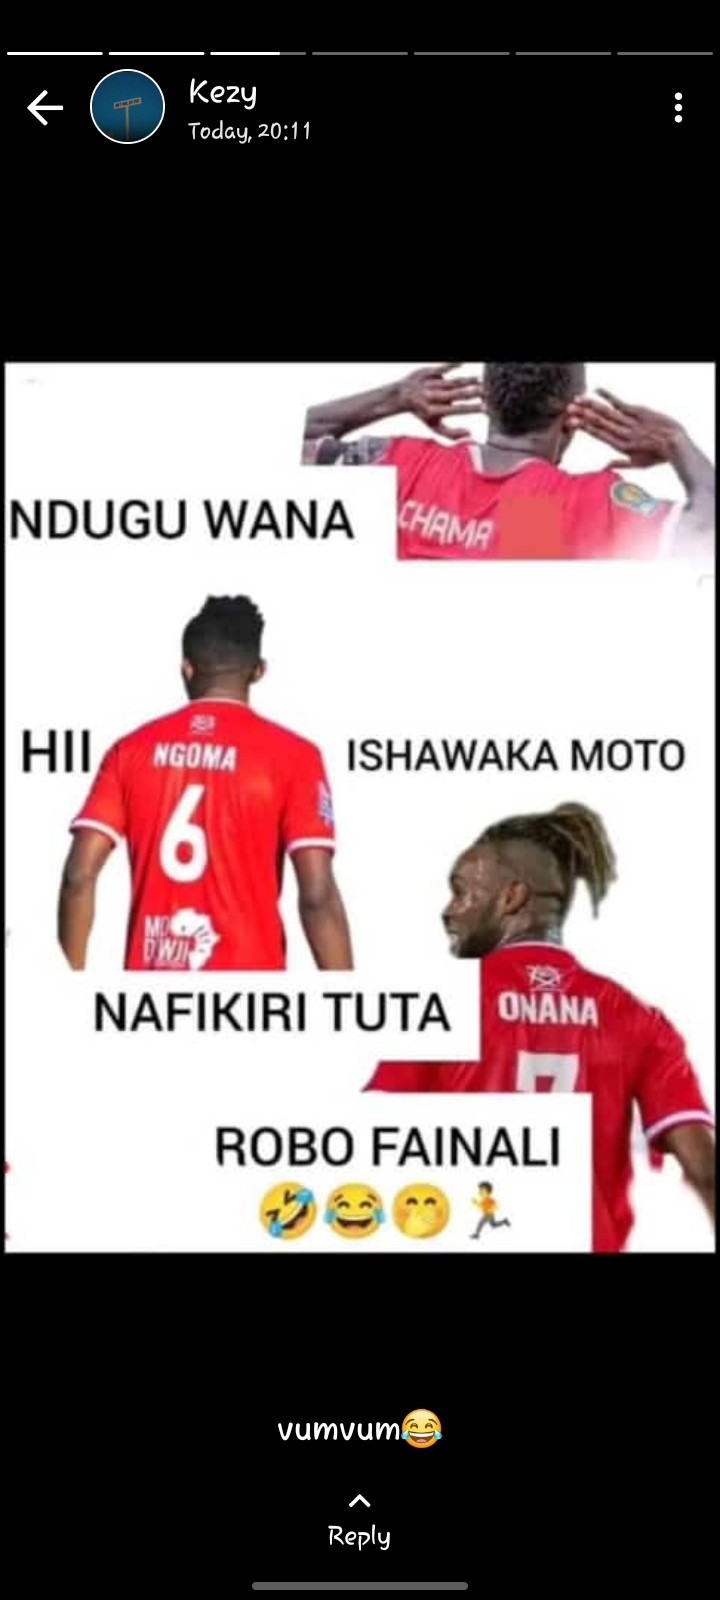 Kezy
Today, 20:11
NDUGU WANA
CHAMA
HII
NGOMA
6
ISHAWAKA MOTO
MO
D'WJI
NAFIKIRI TUTA
ONANA
7
ROBO FAINALI
🤣😂🤭🏃
vumvum😂
Reply